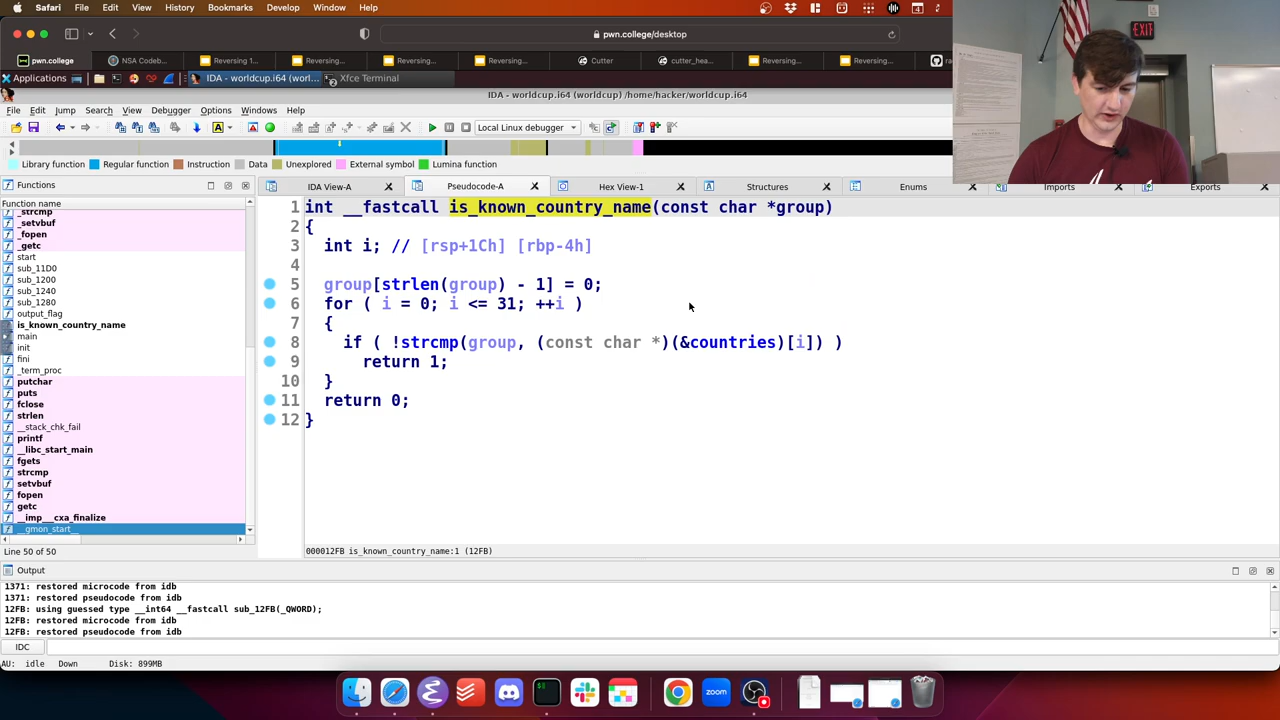 Safari File Edit View History Bookmarks Develop Window Help
pwn.college/desktop
pwn.college NSA Codeb... Reversing 1... Reversing... Reversing... Cutter cutter_hea... Reversing... Reversing...
Applications IDA - worldcup.i64 (worl... Xfce Terminal
IDA - worldcup.i64 (worldcup) /home/hacker/worldcup.i64
File Edit Jump Search View Debugger Options Windows Help
Local Linux debugger
Library function Regular function Instruction Data Unexplored External symbol Lumina function
Functions
IDA View-A Pseudocode-A Hex View-1 Structures Enums Imports Exports
Function name
_strcmp
_setvbuf
_fopen
_getc
start
sub_11D0
sub_1200
sub_1240
sub_1280
output_flag
is_known_country_name
main
init
fini
_term_proc
putchar
puts
fclose
strlen
__stack_chk_fail
printf
__libc_start_main
fgets
strcmp
setvbuf
fopen
getc
__imp___cxa_finalize
__gmon_start__
Line 50 of 50
1 int __fastcall is_known_country_name(const char *group)
2 {
3 int i; // [rsp+1Ch] [rbp-4h]
4
5 group[strlen(group) - 1] = 0;
6 for ( i = 0; i <= 31; ++i )
7 {
8 if ( !strcmp(group, (const char *)(&countries)[i]) )
9 return 1;
10 }
11 return 0;
12 }
000012FB is_known_country_name:1 (12FB)
Output
1371: restored microcode from idb
1371: restored pseudocode from idb
12FB: using guessed type __int64 __fastcall sub_12FB(_QWORD);
12FB: restored microcode from idb
12FB: restored pseudocode from idb
IDC
AU: idle Down Disk: 899MB
EXIT
zoom